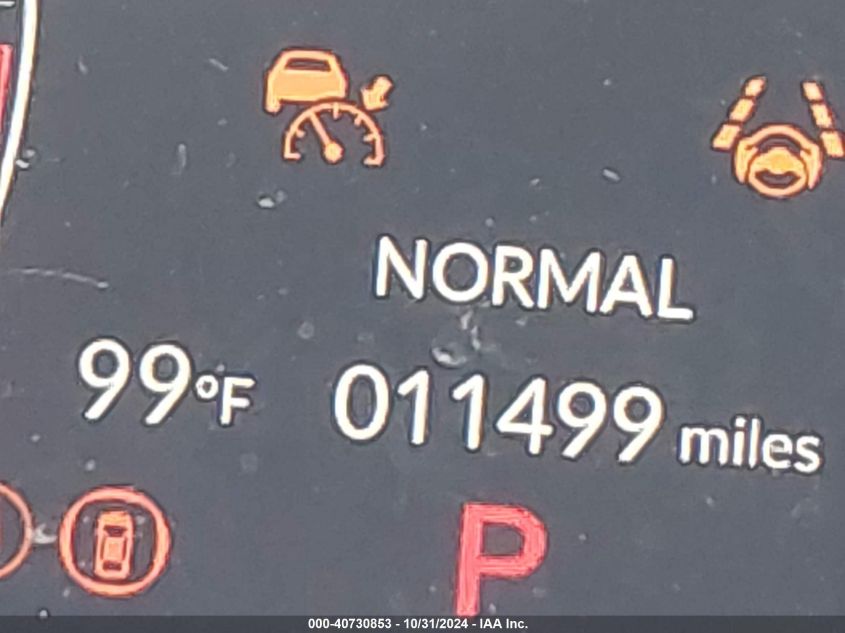 NORMAL
99°F 011499 miles
P
000-40730853 - 10/31/2024 - IAA Inc.